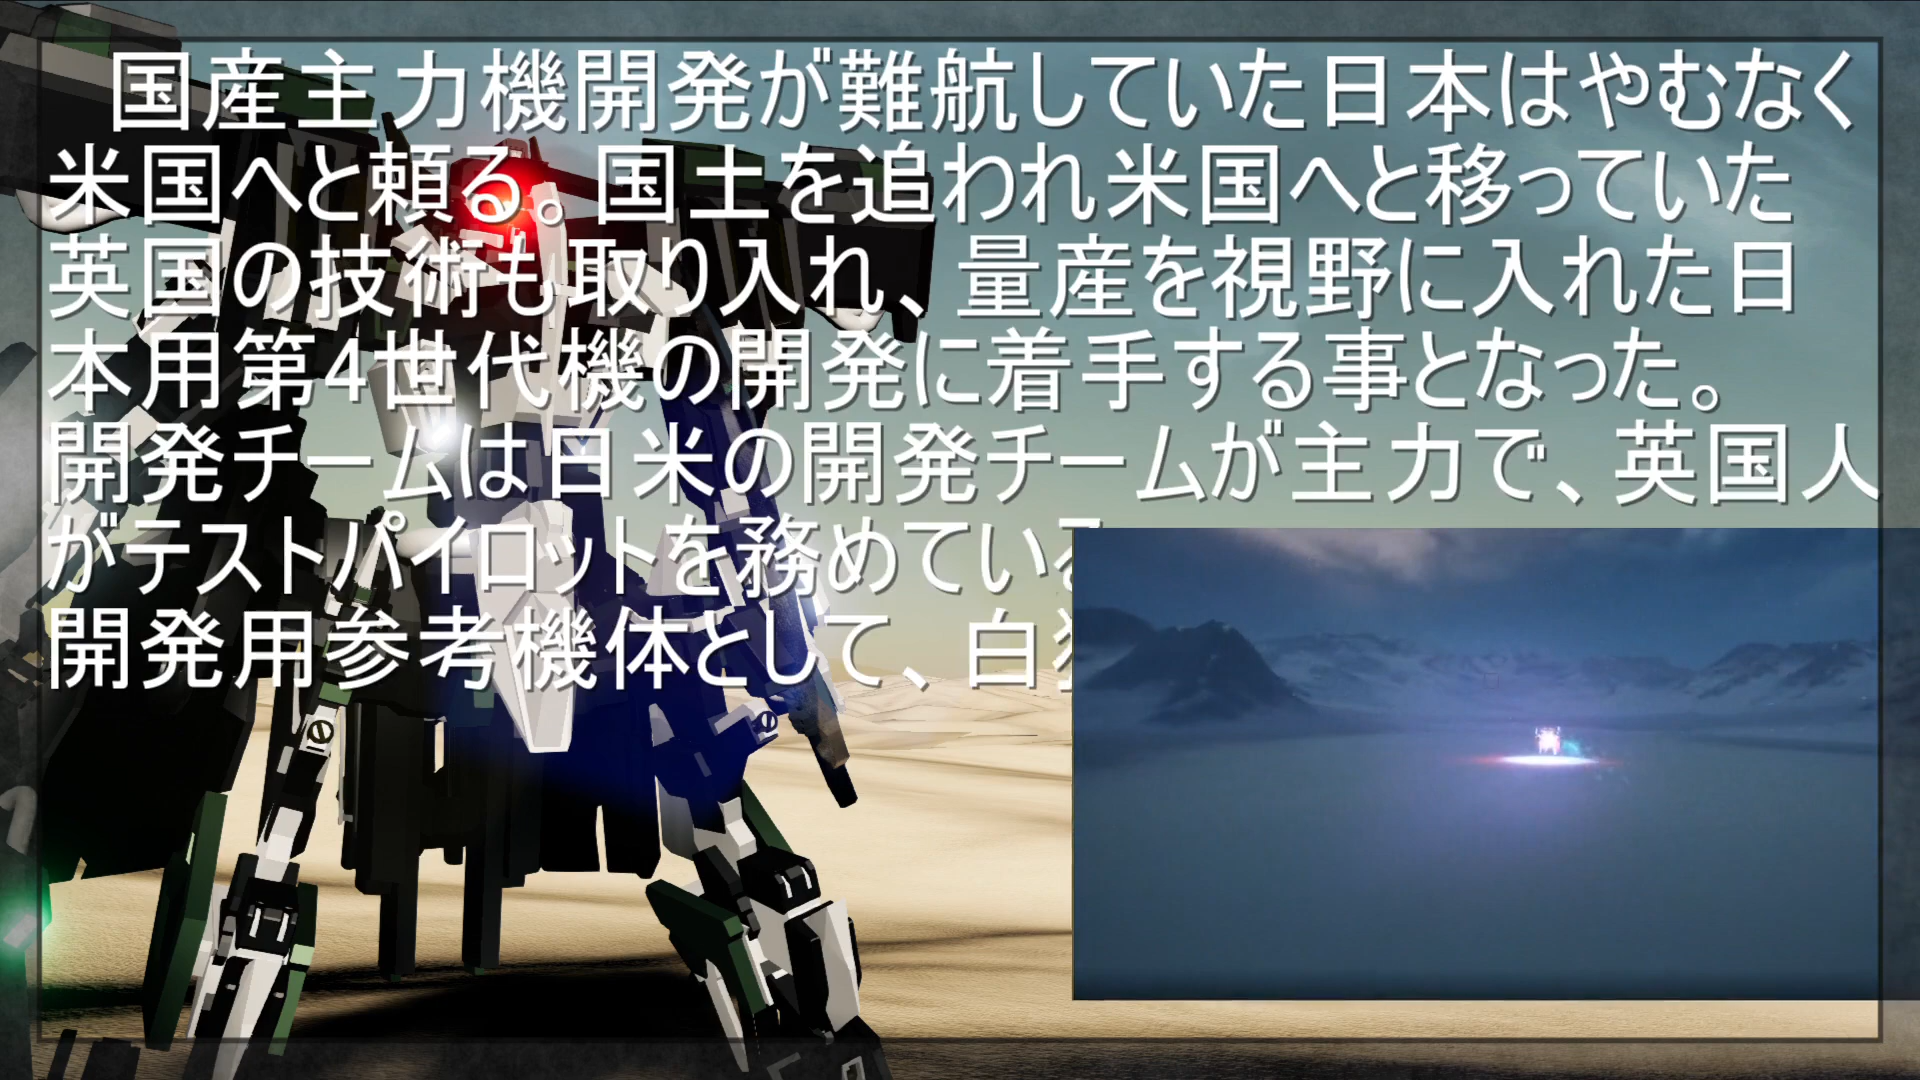 国産主力機開発が難航していた日本はやむなく
米国へと頼る。国土を追われ米国へと移っていた
英国の技術も取り入れ、量産を視野に入れた日
本用第4世代機の開発に着手する事となった。
開発チームは日米の開発チームが主力で、英国人
がテストパイロットを務めている
開発用参考機体として、白